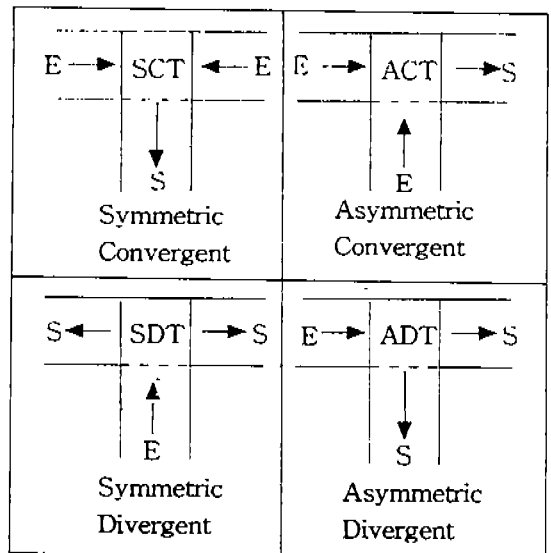 E SCT E
S
Symmetric
Convergent
E ACT S
E
Asymmetric
Convergent
S SDT S
E
Symmetric
Divergent
E ADT S
S
Asymmetric
Divergent